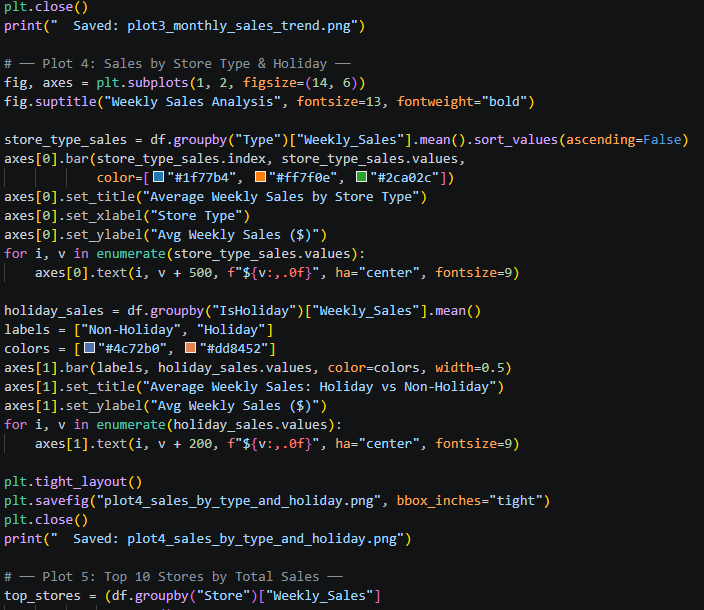 plt.close()
print("  Saved: plot3_monthly_sales_trend.png")

# ── Plot 4: Sales by Store Type & Holiday ──
fig, axes = plt.subplots(1, 2, figsize=(14, 6))
fig.suptitle("Weekly Sales Analysis", fontsize=13, fontweight="bold")

store_type_sales = df.groupby("Type")["Weekly_Sales"].mean().sort_values(ascending=False)
axes[0].bar(store_type_sales.index, store_type_sales.values,
            color=["#1f77b4", "#ff7f0e", "#2ca02c"])
axes[0].set_title("Average Weekly Sales by Store Type")
axes[0].set_xlabel("Store Type")
axes[0].set_ylabel("Avg Weekly Sales ($)")
for i, v in enumerate(store_type_sales.values):
    axes[0].text(i, v + 500, f"${v:,.0f}", ha="center", fontsize=9)

holiday_sales = df.groupby("IsHoliday")["Weekly_Sales"].mean()
labels = ["Non-Holiday", "Holiday"]
colors = ["#4c72b0", "#dd8452"]
axes[1].bar(labels, holiday_sales.values, color=colors, width=0.5)
axes[1].set_title("Average Weekly Sales: Holiday vs Non-Holiday")
axes[1].set_ylabel("Avg Weekly Sales ($)")
for i, v in enumerate(holiday_sales.values):
    axes[1].text(i, v + 200, f"${v:,.0f}", ha="center", fontsize=9)

plt.tight_layout()
plt.savefig("plot4_sales_by_type_and_holiday.png", bbox_inches="tight")
plt.close()
print("  Saved: plot4_sales_by_type_and_holiday.png")

# ── Plot 5: Top 10 Stores by Total Sales ──
top_stores = (df.groupby("Store")["Weekly_Sales"]